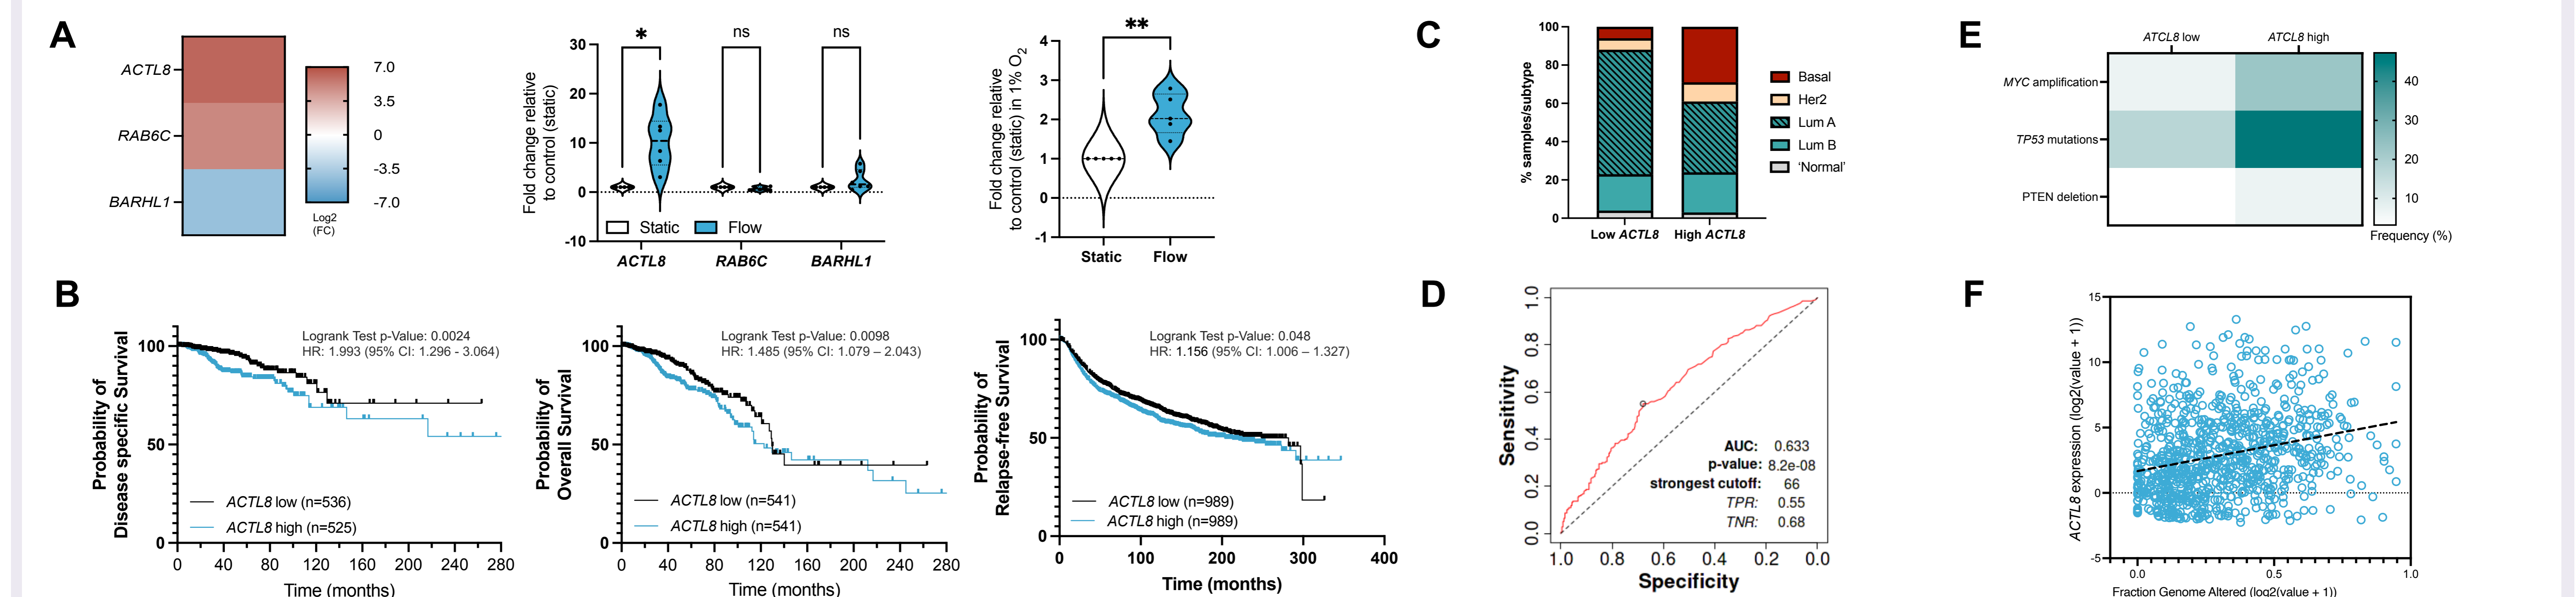 A
ACTL8
RAB6C
BARHL1
7.0
3.5
0
-3.5
-7.0
Log2
(FC)
Fold change relative
to control (static)
30
20
10
0
-10
*
ns
ns
Static
Flow
ACTL8
RAB6C
BARHL1
Fold change relative
to control (static) in 1% O2
4
3
2
1
0
-1
**
Static
Flow
B
Probability of
Disease specific Survival
100
50
0
Logrank Test p-Value: 0.0024
HR: 1.993 (95% CI: 1.296 - 3.064)
ACTL8 low (n=536)
ACTL8 high (n=525)
0 40 80 120 160 200 240 280
Time (months)
Probability of
Overall Survival
100
50
0
Logrank Test p-Value: 0.0098
HR: 1.485 (95% CI: 1.079 – 2.043)
ACTL8 low (n=541)
ACTL8 high (n=541)
0 40 80 120 160 200 240 280
Time (months)
Probability of
Relapse-free Survival
100
50
0
Logrank Test p-Value: 0.048
HR: 1.156 (95% CI: 1.006 – 1.327)
ACTL8 low (n=989)
ACTL8 high (n=989)
0 100 200 300 400
Time (months)
C
% samples/subtype
100
80
60
40
20
0
Low ACTL8
High ACTL8
Basal
Her2
Lum A
Lum B
‘Normal’
D
Sensitivity
1.0
0.8
0.6
0.4
0.2
0.0
AUC: 0.633
p-value: 8.2e-08
strongest cutoff: 66
TPR: 0.55
TNR: 0.68
1.0 0.8 0.6 0.4 0.2 0.0
Specificity
E
ATCL8 low
ATCL8 high
MYC amplification
TP53 mutations
PTEN deletion
40
30
20
10
Frequency (%)
F
ACTL8 expression (log2(value + 1))
15
10
5
0
-5
0.0 0.5 1.0
Fraction Genome Altered (log2(value + 1))